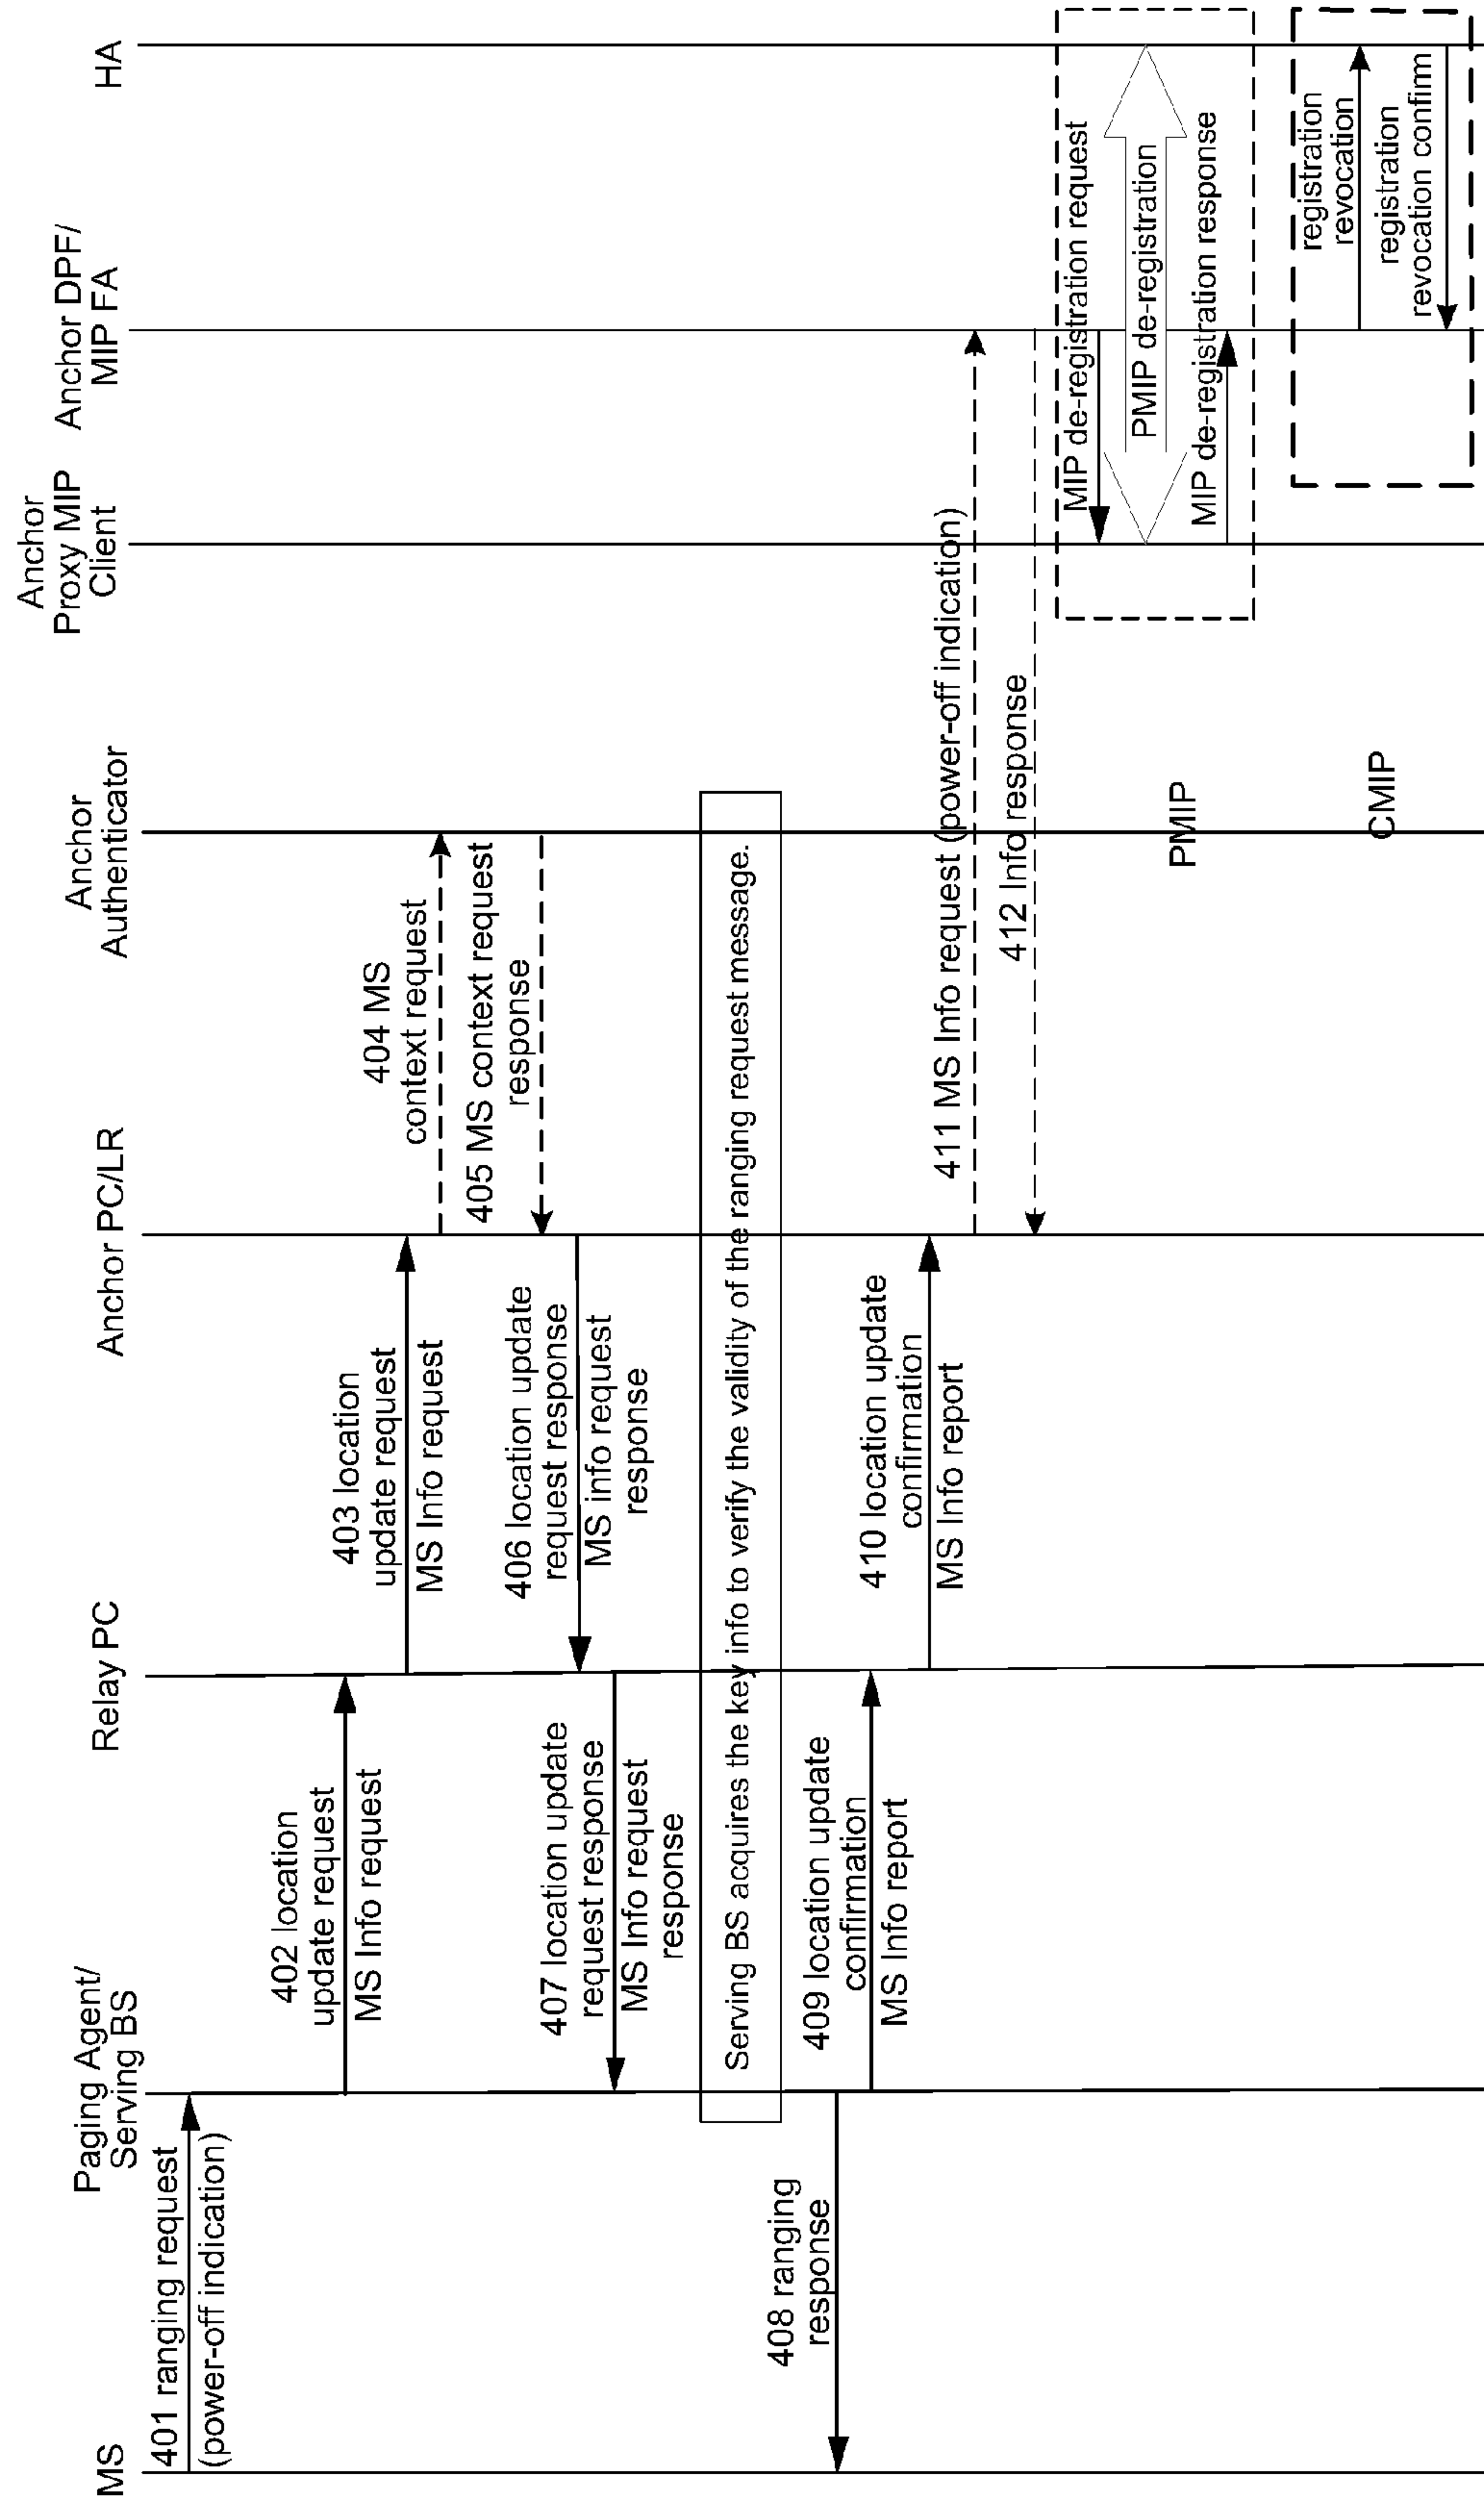 MS
Paging Agent/
Serving BS
Relay PC
Anchor PC/LR
Anchor
Authenticator
Anchor
Proxy MIP
Client
Anchor DPF/
MIP FA
HA
401 ranging request
(power-off indication)
402 location
update request
MS Info request
403 location
update request
MS Info request
404 MS
context request
405 MS context request
response
406 location update
request response
MS info request
response
407 location update
request response
MS Info request
response
Serving BS acquires the key info to verify the validity of the ranging request message.
408 ranging
response
409 location update
confirmation
MS Info report
410 location update
confirmation
MS Info report
411 MS Info request (power-off indication)
412 Info response
MIP de-registration request
PMIP de-registration
MIP de-registration response
PMIP
registration
revocation
registration
revocation confirm
CMIP